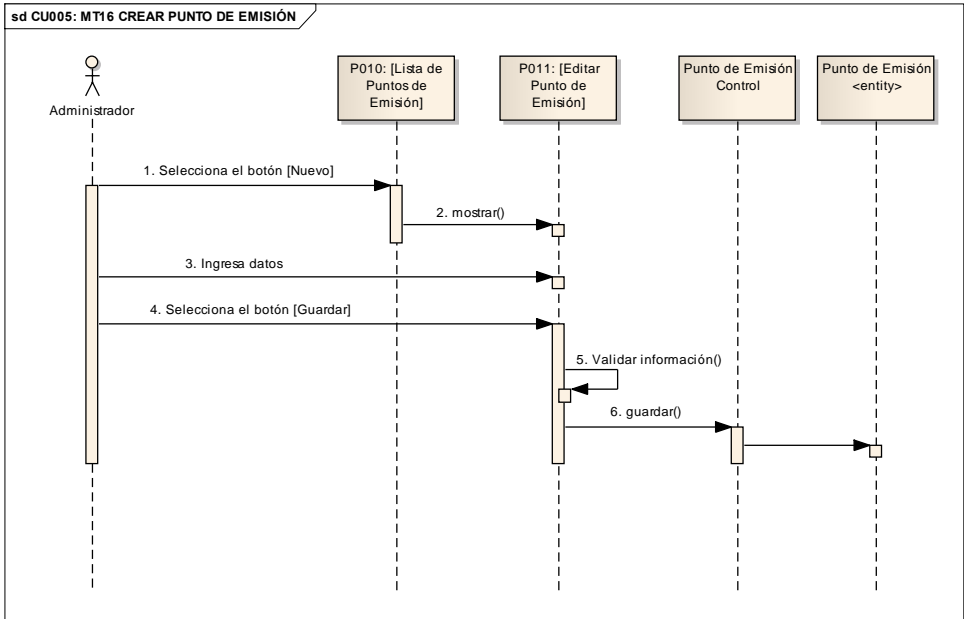 sd CU005: MT16 CREAR PUNTO DE EMISIÓN
Administrador
P010: [Lista de
Puntos de
Emisión]
P011: [Editar
Punto de
Emisión]
Punto de Emisión
Control
Punto de Emisión
<entity>
1. Selecciona el botón [Nuevo]
2. mostrar()
3. Ingresa datos
4. Selecciona el botón [Guardar]
5. Validar información()
6. guardar()